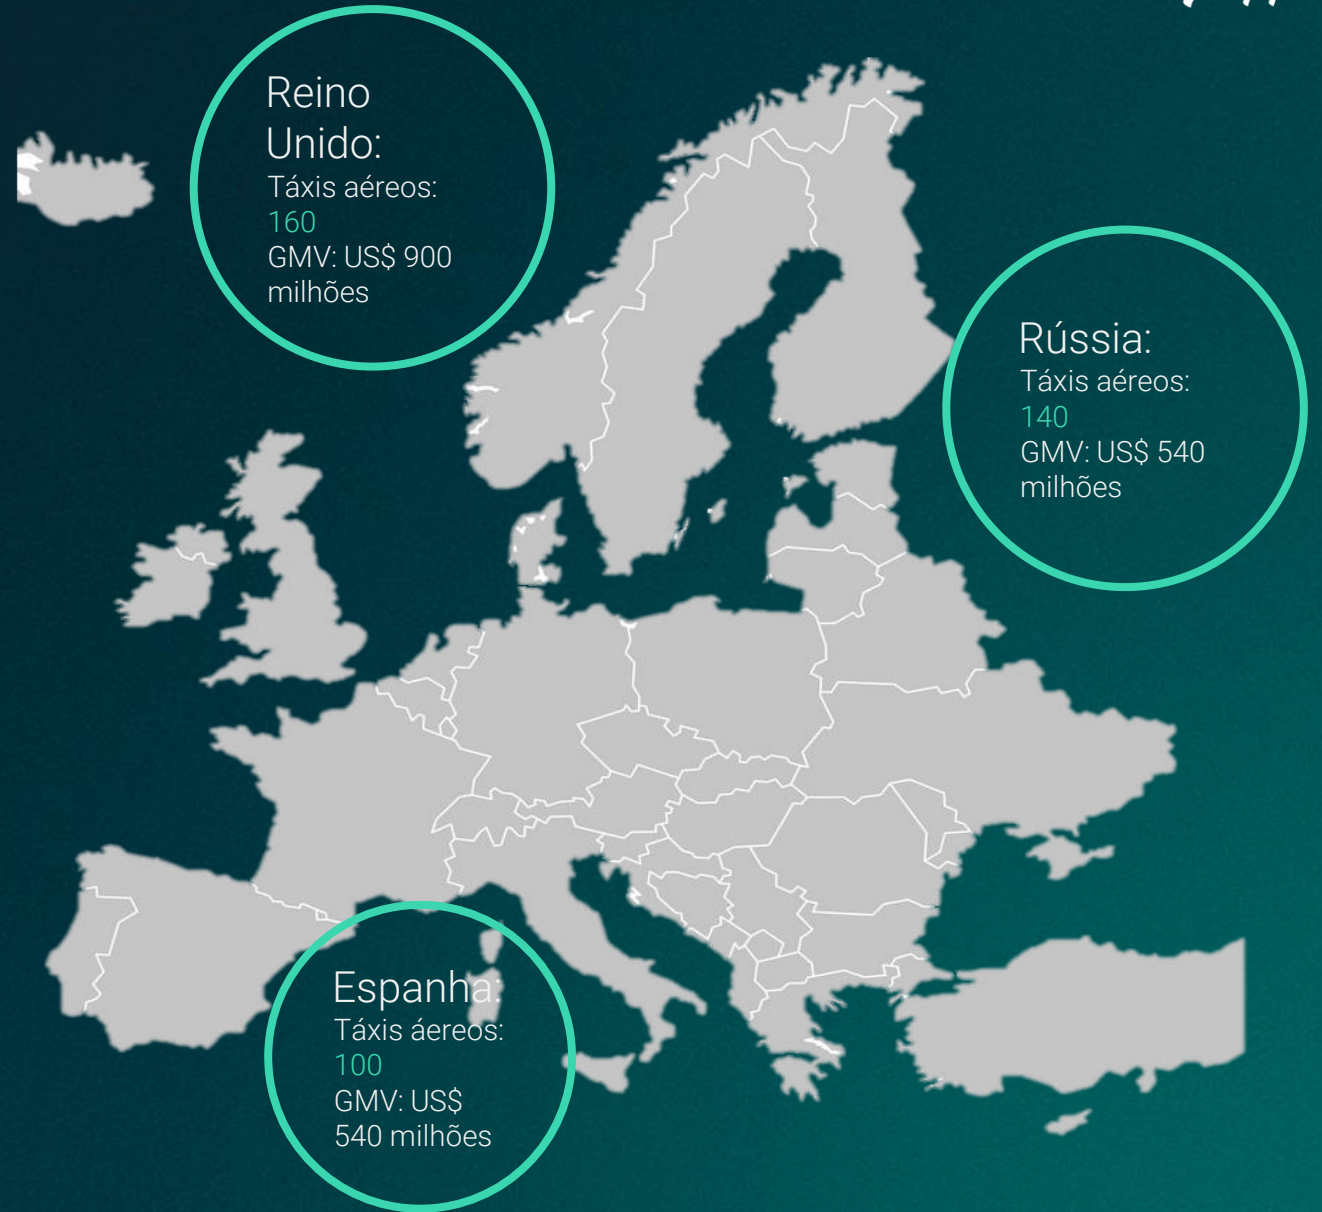 Reino
Unido:
Táxis aéreos:
160
GMV: US$ 900
milhões
Rússia:
Táxis aéreos:
140
GMV: US$ 540
milhões
Espanha:
Táxis áereos:
100
GMV: US$
540 milhões